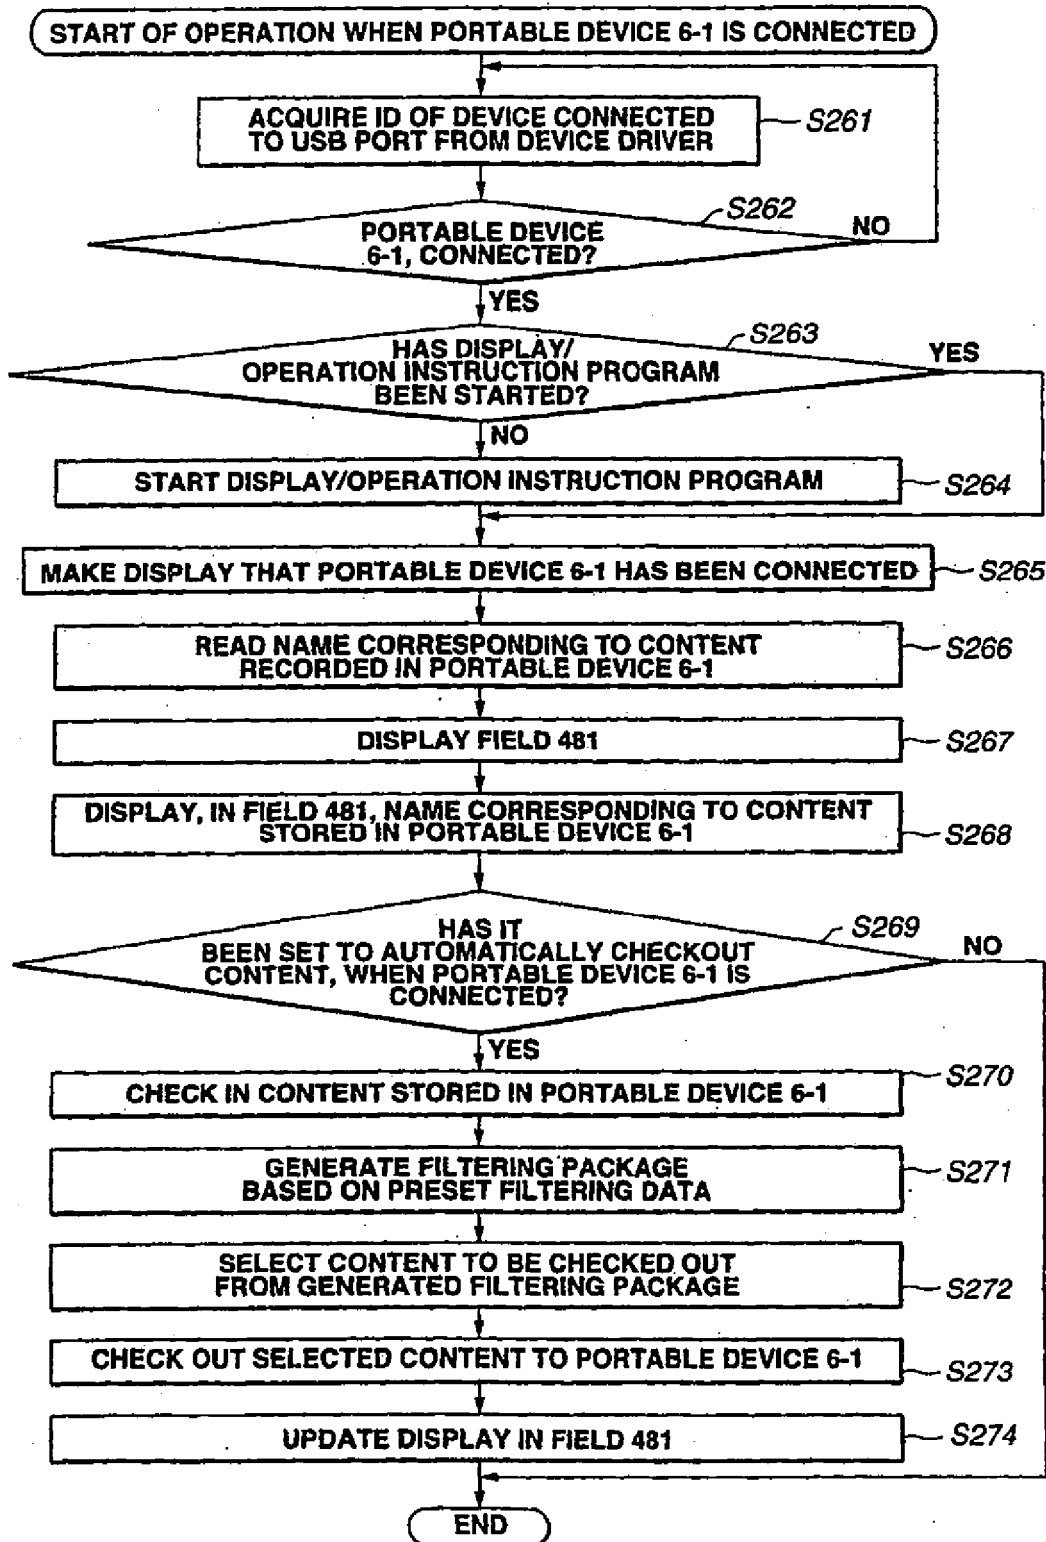 START OF OPERATION WHEN PORTABLE DEVICE 6-1 IS CONNECTED
ACQUIRE ID OF DEVICE CONNECTED
TO USB PORT FROM DEVICE DRIVER
S261
S262
PORTABLE DEVICE
6-1, CONNECTED?
NO
YES
S263
HAS DISPLAY/
OPERATION INSTRUCTION PROGRAM
BEEN STARTED?
YES
NO
START DISPLAY/OPERATION INSTRUCTION PROGRAM
S264
MAKE DISPLAY THAT PORTABLE DEVICE 6-1 HAS BEEN CONNECTED
S265
READ NAME CORRESPONDING TO CONTENT
RECORDED IN PORTABLE DEVICE 6-1
S266
DISPLAY FIELD 481
S267
DISPLAY, IN FIELD 481, NAME CORRESPONDING TO CONTENT
STORED IN PORTABLE DEVICE 6-1
S268
S269
HAS IT
BEEN SET TO AUTOMATICALLY CHECKOUT
CONTENT, WHEN PORTABLE DEVICE 6-1 IS
CONNECTED?
NO
YES
CHECK IN CONTENT STORED IN PORTABLE DEVICE 6-1
S270
GENERATE FILTERING PACKAGE
BASED ON PRESET FILTERING DATA
S271
SELECT CONTENT TO BE CHECKED OUT
FROM GENERATED FILTERING PACKAGE
S272
CHECK OUT SELECTED CONTENT TO PORTABLE DEVICE 6-1
S273
UPDATE DISPLAY IN FIELD 481
S274
END